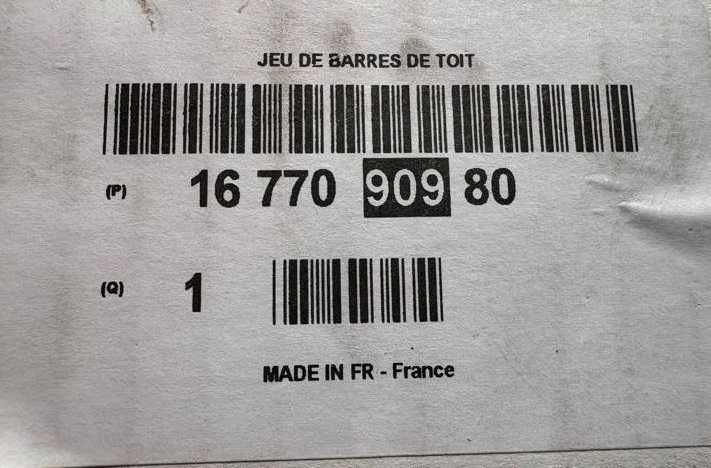 JEU DE BARRES DE TOIT
(P) 16 770 909 80
(Q) 1
MADE IN FR - France